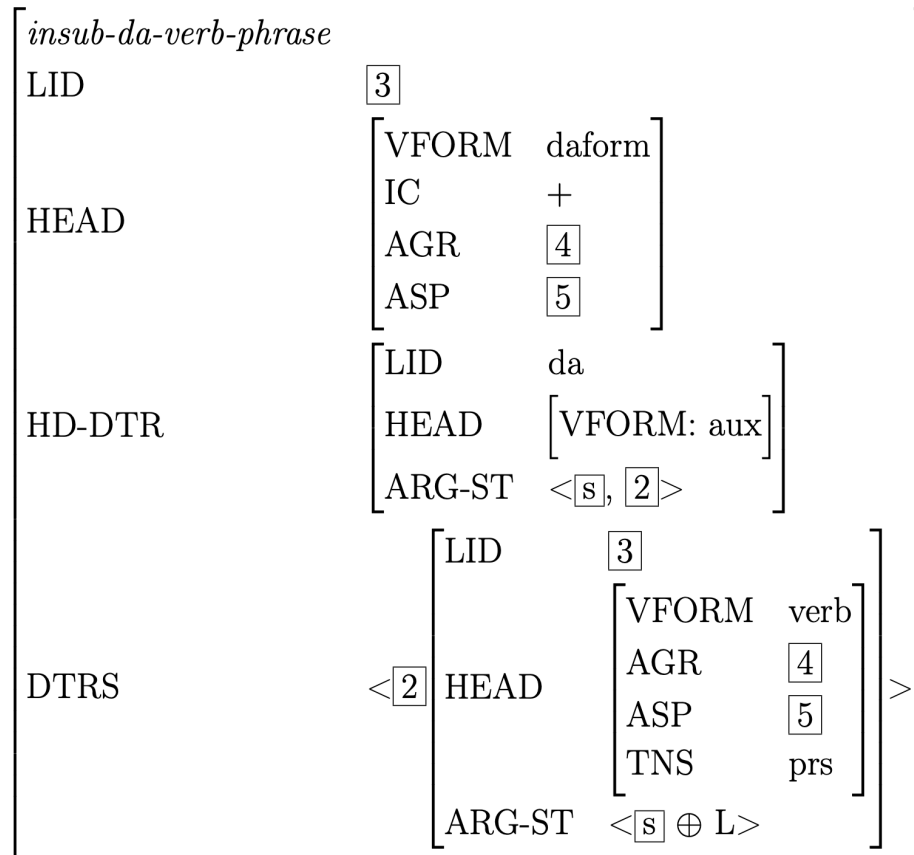 insub-da-verb-phrase
LID 3
HEAD
VFORM daform
IC +
AGR 4
ASP 5
HD-DTR
LID da
HEAD [VFORM: aux]
ARG-ST <s, 2>
DTRS <2
LID 3
HEAD
VFORM verb
AGR 4
ASP 5
TNS prs
ARG-ST <s ⊕ L>
>